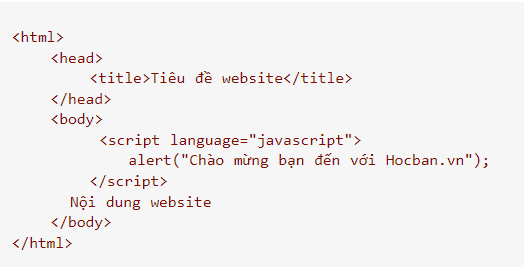 <html>
<head>
<title>Tiêu đề website</title>
</head>
<body>
<script language="javascript">
alert("Chào mừng bạn đến với Hocban.vn");
</script>
Nội dung website
</body>
</html>